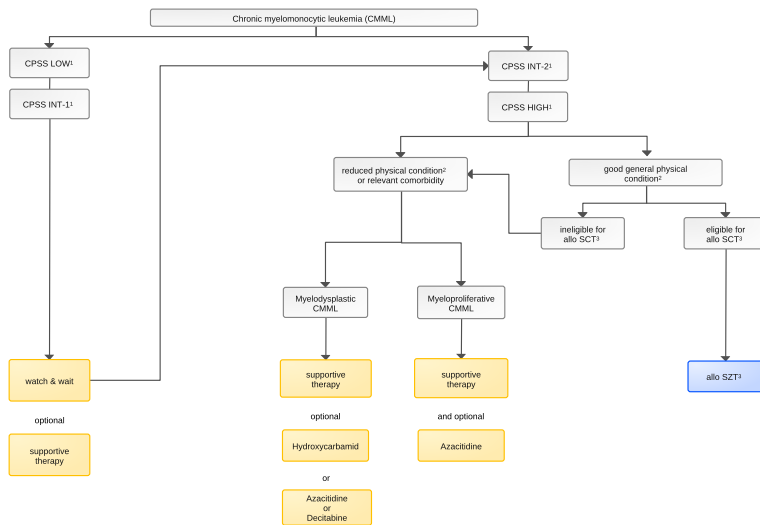 Chronic myelomonocytic leukemia (CMML)
CPSS LOW¹
CPSS INT-1¹
CPSS INT-2¹
CPSS HIGH¹
reduced physical condition²
or relevant comorbidity
good general physical
condition²
ineligible for
allo SCT³
eligible for
allo SCT³
Myelodysplastic
CMML
Myeloproliferative
CMML
watch & wait
optional
supportive
therapy
supportive
therapy
optional
Hydroxycarbamid
or
Azacitidine
or
Decitabine
supportive
therapy
and optional
Azacitidine
allo SZT³